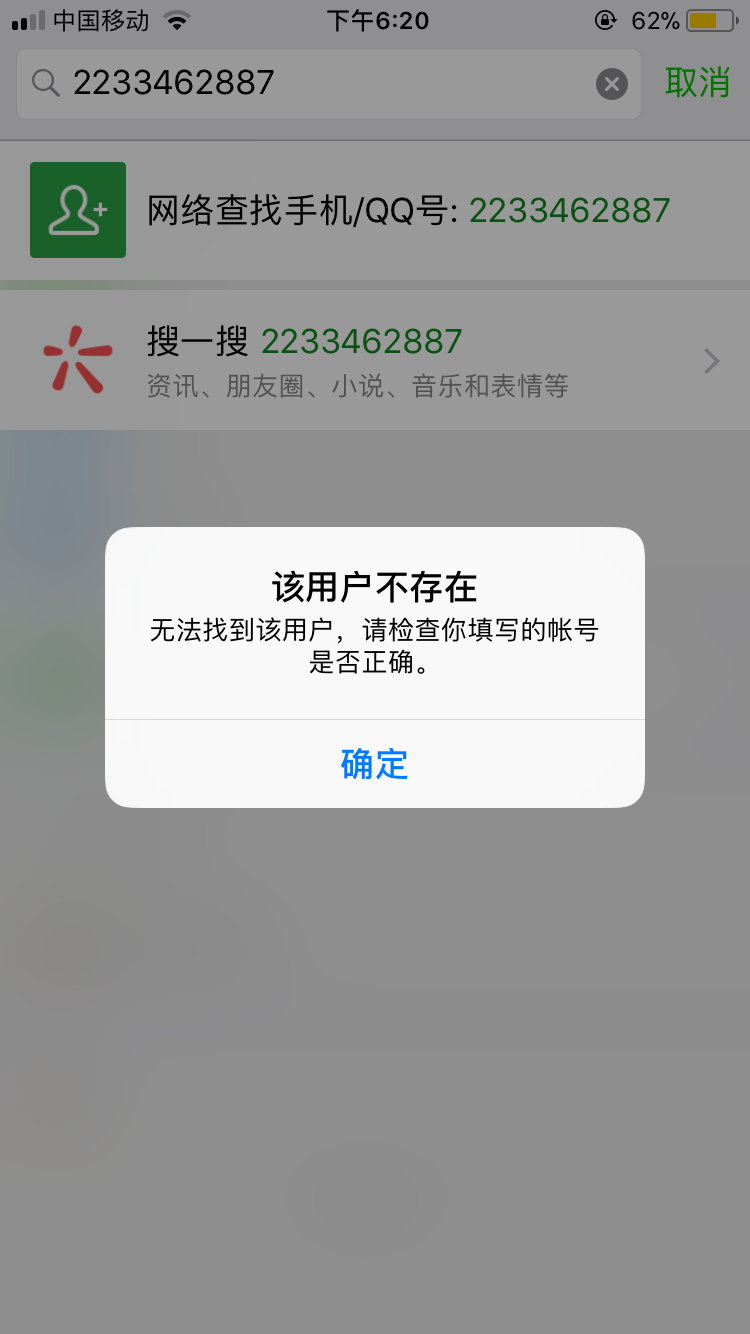 中国移动 下午6:20 62%
2233462887 取消
网络查找手机/QQ号: 2233462887
搜一搜 2233462887
资讯、朋友圈、小说、音乐和表情等
该用户不存在
无法找到该用户，请检查你填写的帐号
是否正确。
确定